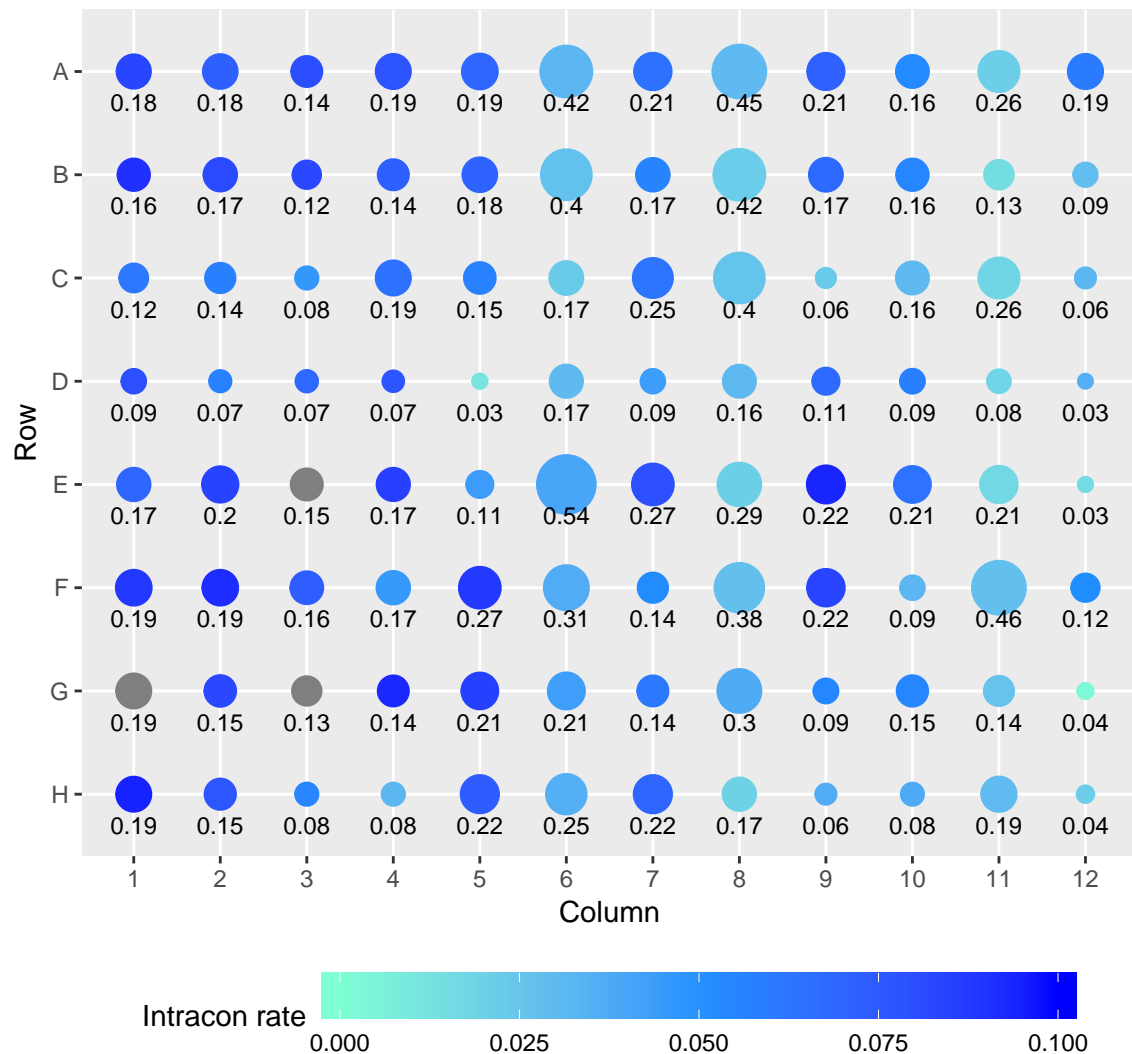 A
0.18 0.18 0.14 0.19 0.19 0.42 0.21 0.45 0.21 0.16 0.26 0.19
B
0.16 0.17 0.12 0.14 0.18 0.4 0.17 0.42 0.17 0.16 0.13 0.09
C
0.12 0.14 0.08 0.19 0.15 0.17 0.25 0.4 0.06 0.16 0.26 0.06
D
0.09 0.07 0.07 0.07 0.03 0.17 0.09 0.16 0.11 0.09 0.08 0.03
Row
E
0.17 0.2 0.15 0.17 0.11 0.54 0.27 0.29 0.22 0.21 0.21 0.03
F
0.19 0.19 0.16 0.17 0.27 0.31 0.14 0.38 0.22 0.09 0.46 0.12
G
0.19 0.15 0.13 0.14 0.21 0.21 0.14 0.3 0.09 0.15 0.14 0.04
H
0.19 0.15 0.08 0.08 0.22 0.25 0.22 0.17 0.06 0.08 0.19 0.04
1 2 3 4 5 6 7 8 9 10 11 12
Column
Intracon rate
0.000 0.025 0.050 0.075 0.100